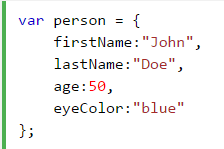 var person = {
    firstName:"John",
    lastName:"Doe",
    age:50,
    eyeColor:"blue"
};